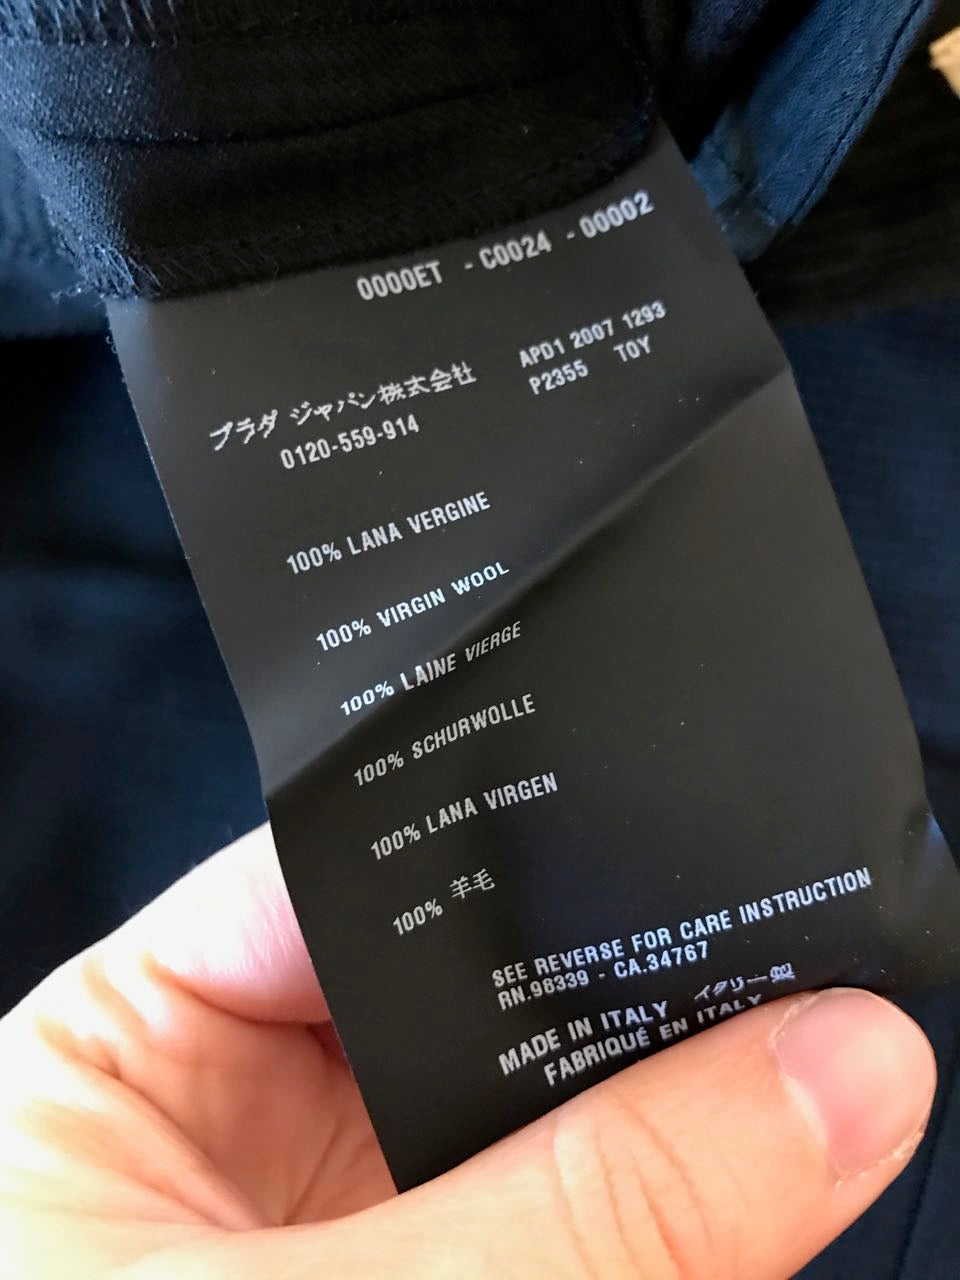 0000ET - C0024 - 00002
プラダ ジャパン株式会社
0120-559-914
APD1 2007 1293
P2355 TOY
100% LANA VERGINE
100% VIRGIN WOOL
100% LAINE VIERGE
100% SCHURWOLLE
100% LANA VIRGEN
100% 羊毛
SEE REVERSE FOR CARE INSTRUCTION
RN.98339 - CA.34767
MADE IN ITALY イタリー製
FABRIQUÉ EN ITALY